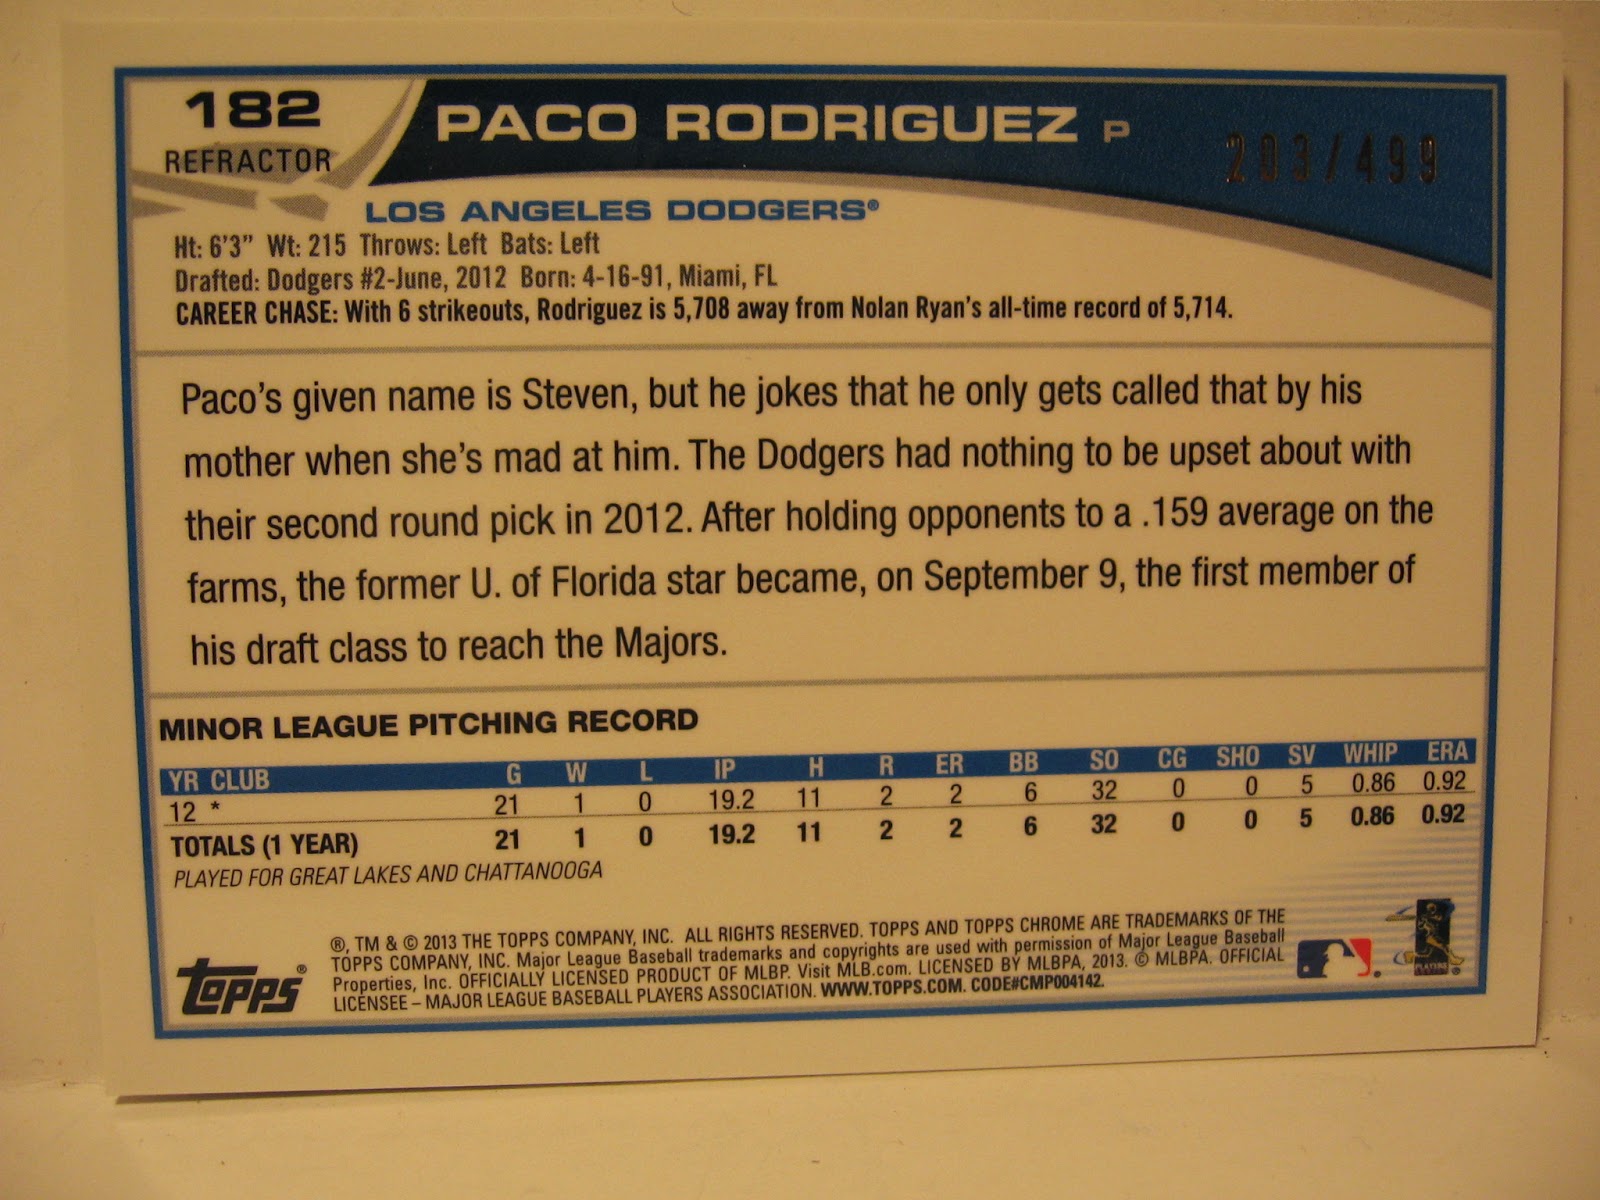 182
REFRACTOR
PACO RODRIGUEZ P
203/499
LOS ANGELES DODGERS®
Ht: 6'3" Wt: 215 Throws: Left Bats: Left
Drafted: Dodgers #2-June, 2012 Born: 4-16-91, Miami, FL
CAREER CHASE: With 6 strikeouts, Rodriguez is 5,708 away from Nolan Ryan's all-time record of 5,714.
Paco's given name is Steven, but he jokes that he only gets called that by his
mother when she's mad at him. The Dodgers had nothing to be upset about with
their second round pick in 2012. After holding opponents to a .159 average on the
farms, the former U. of Florida star became, on September 9, the first member of
his draft class to reach the Majors.
MINOR LEAGUE PITCHING RECORD
YR CLUB G W L IP H R ER BB SO CG SHO SV WHIP ERA
12 * 21 1 0 19.2 11 2 2 6 32 0 0 5 0.86 0.92
TOTALS (1 YEAR) 21 1 0 19.2 11 2 2 6 32 0 0 5 0.86 0.92
PLAYED FOR GREAT LAKES AND CHATTANOOGA
Topps®
®, TM & © 2013 THE TOPPS COMPANY, INC. ALL RIGHTS RESERVED. TOPPS AND TOPPS CHROME ARE TRADEMARKS OF THE
TOPPS COMPANY, INC. Major League Baseball trademarks and copyrights are used with permission of Major League Baseball
Properties, Inc. OFFICIALLY LICENSED PRODUCT OF MLBP. Visit MLB.com. LICENSED BY MLBPA, 2013. © MLBPA. OFFICIAL
LICENSEE – MAJOR LEAGUE BASEBALL PLAYERS ASSOCIATION. WWW.TOPPS.COM. CODE#CMP004142.
PLAYERS